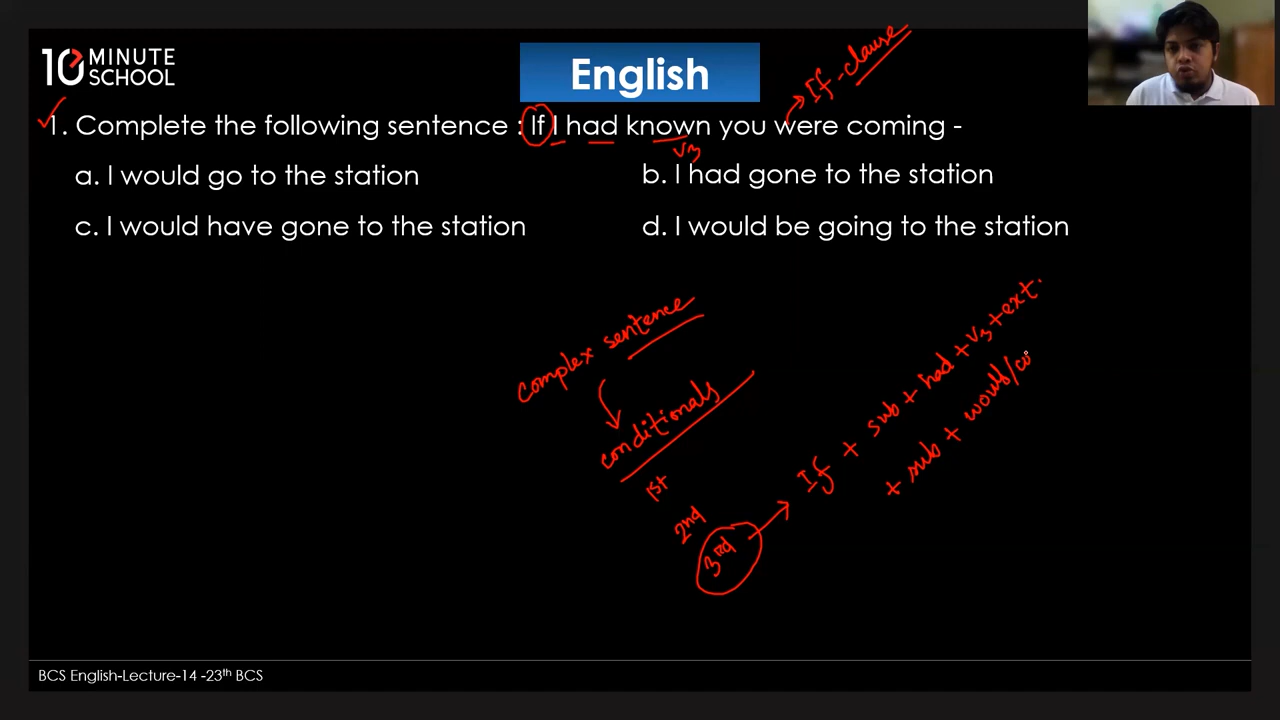 10 MINUTE
SCHOOL
English
If-clause
1. Complete the following sentence : If I had known you were coming -
v3
a. I would go to the station
b. I had gone to the station
c. I would have gone to the station
d. I would be going to the station
complex sentence
conditionals
1st
2nd
3rd
If + sub + had + v3 + ext.
+ sub + would/co
BCS English-Lecture-14 -23th BCS